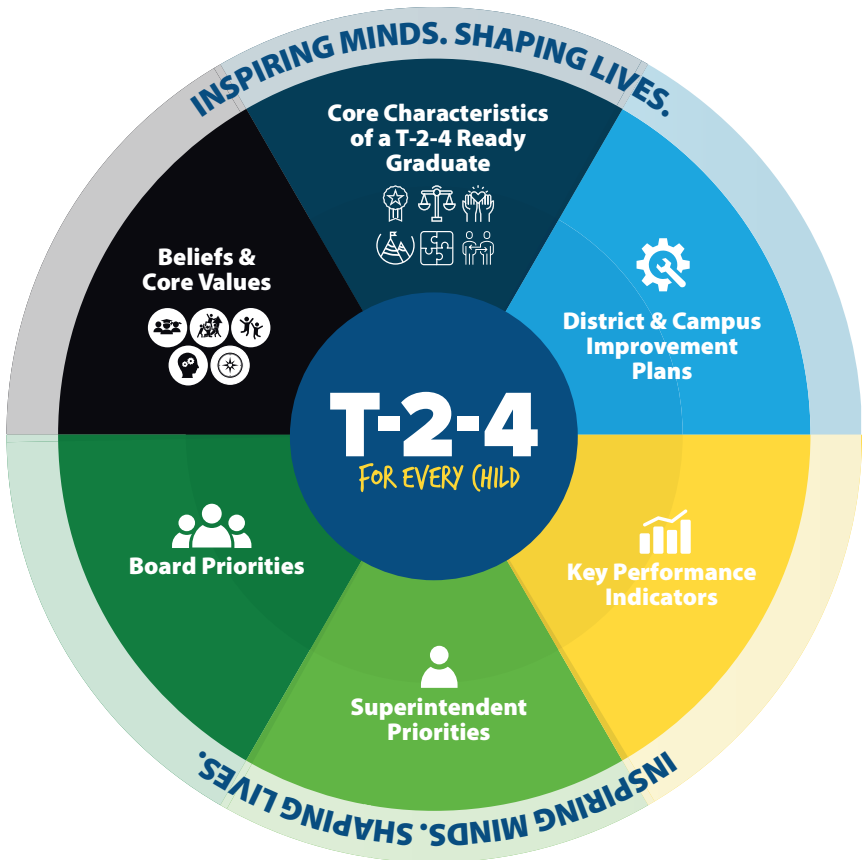 INSPIRING MINDS. SHAPING LIVES.
Core Characteristics
of a T-2-4 Ready
Graduate
District & Campus
Improvement
Plans
Key Performance
Indicators
Superintendent
Priorities
Board Priorities
Beliefs &
Core Values
T-2-4
FOR EVERY CHILD
INSPIRING MINDS. SHAPING LIVES.